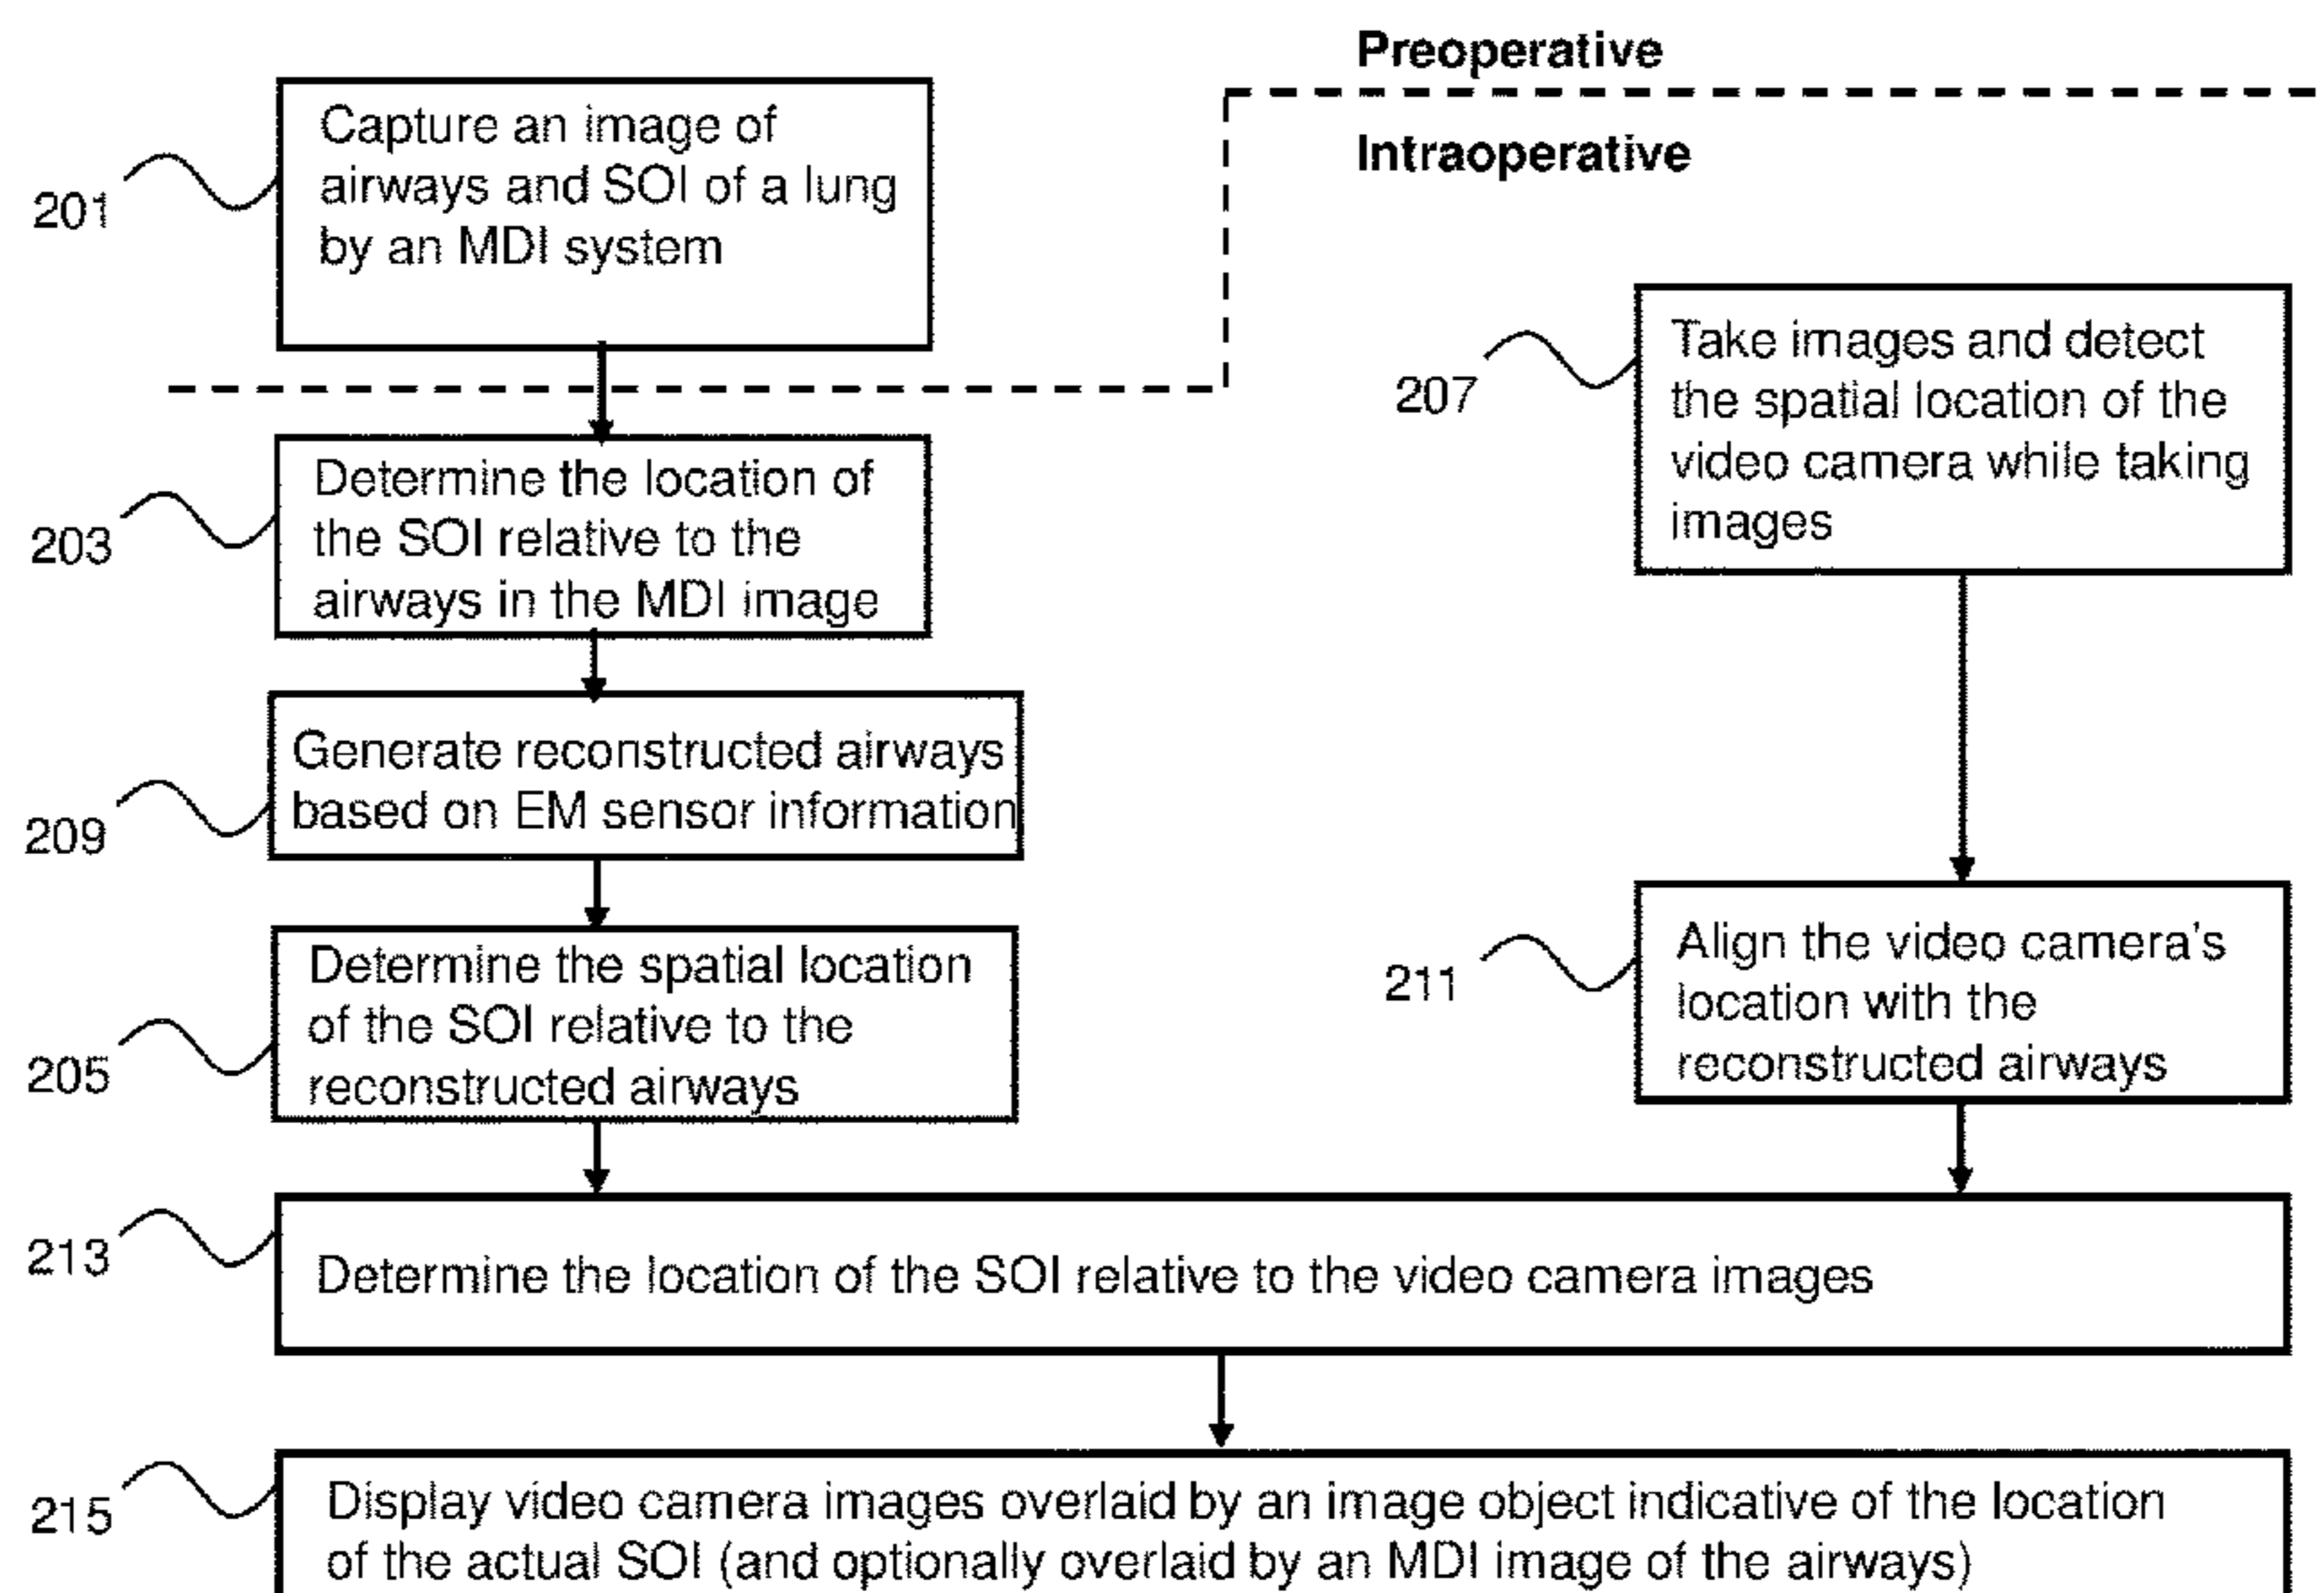 Preoperative
Intraoperative
201
Capture an image of
airways and SOI of a lung
by an MDI system
203
Determine the location of
the SOI relative to the
airways in the MDI image
209
Generate reconstructed airways
based on EM sensor information
205
Determine the spatial location
of the SOI relative to the
reconstructed airways
207
Take images and detect
the spatial location of the
video camera while taking
images
211
Align the video camera's
location with the
reconstructed airways
213
Determine the location of the SOI relative to the video camera images
215
Display video camera images overlaid by an image object indicative of the location
of the actual SOI (and optionally overlaid by an MDI image of the airways)